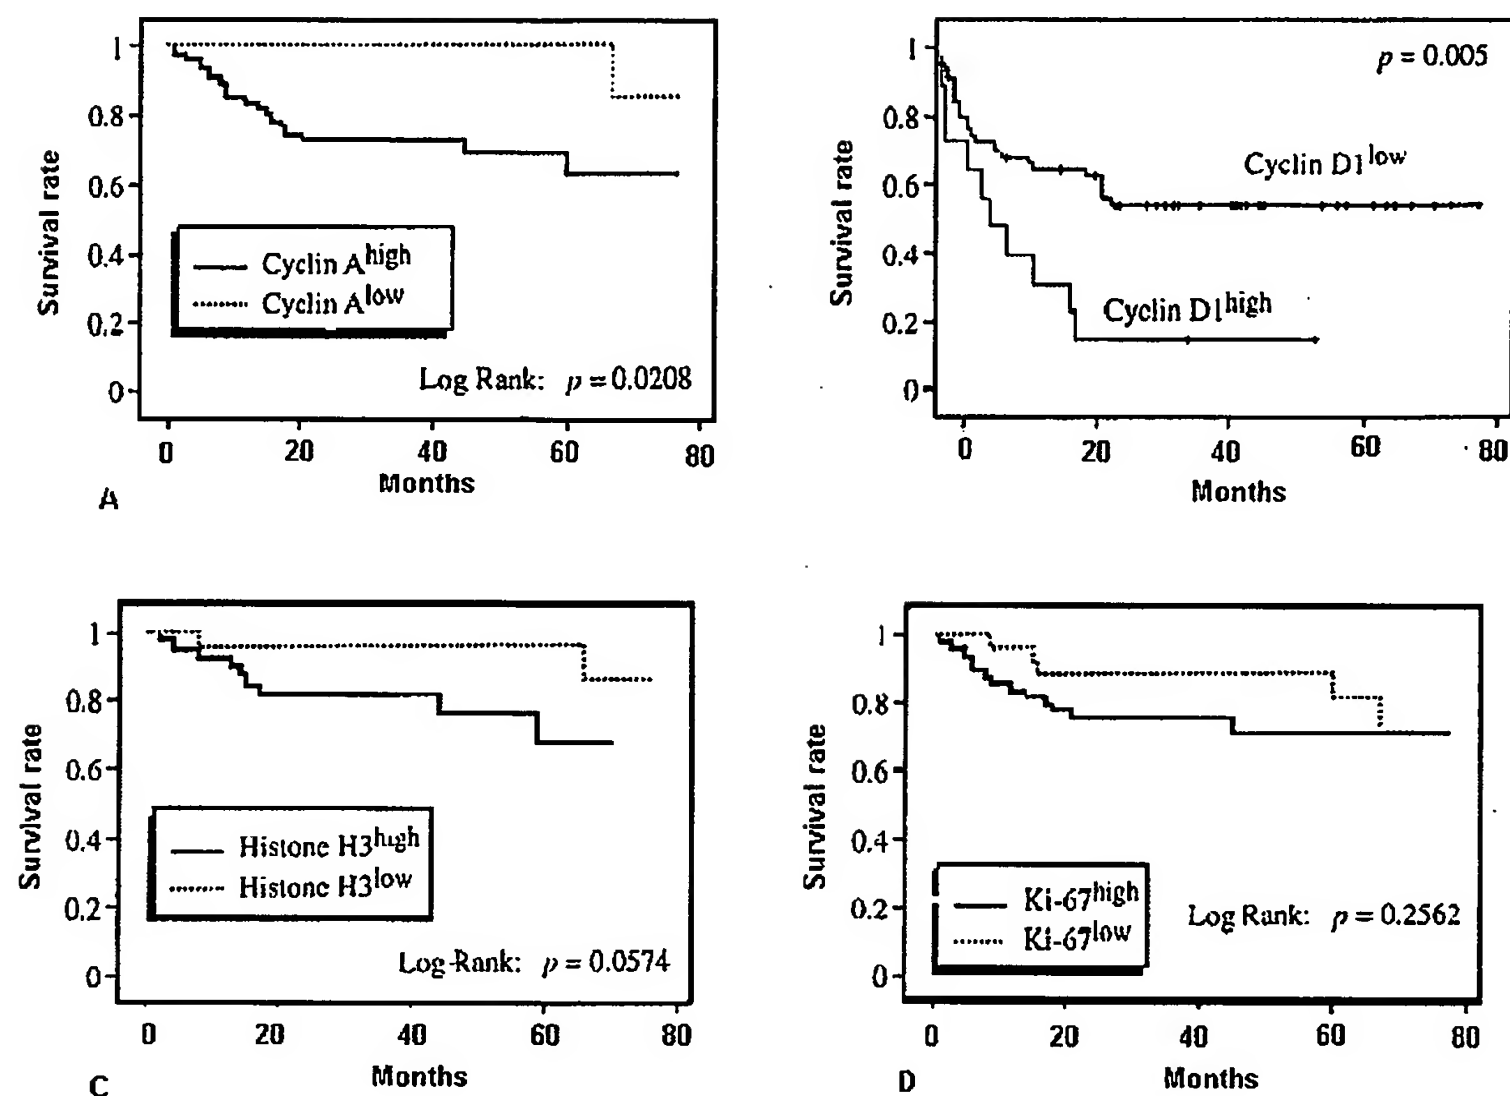 1
0.8
0.6
0.4
0.2
0
Survival rate
Cyclin A^high
Cyclin A^low
Log Rank: p = 0.0208
0 20 40 60 80
Months
A
1
0.8
0.6
0.4
0.2
0
Survival rate
p = 0.005
Cyclin D1^low
Cyclin D1^high
0 20 40 60 80
Months
1
0.8
0.6
0.4
0.2
0
Survival rate
Histone H3^high
Histone H3^low
Log-Rank: p = 0.0574
0 20 40 60 80
Months
C
1
0.8
0.6
0.4
0.2
0
Survival rate
Ki-67^high
Ki-67^low
Log Rank: p = 0.2562
0 20 40 60 80
Months
D